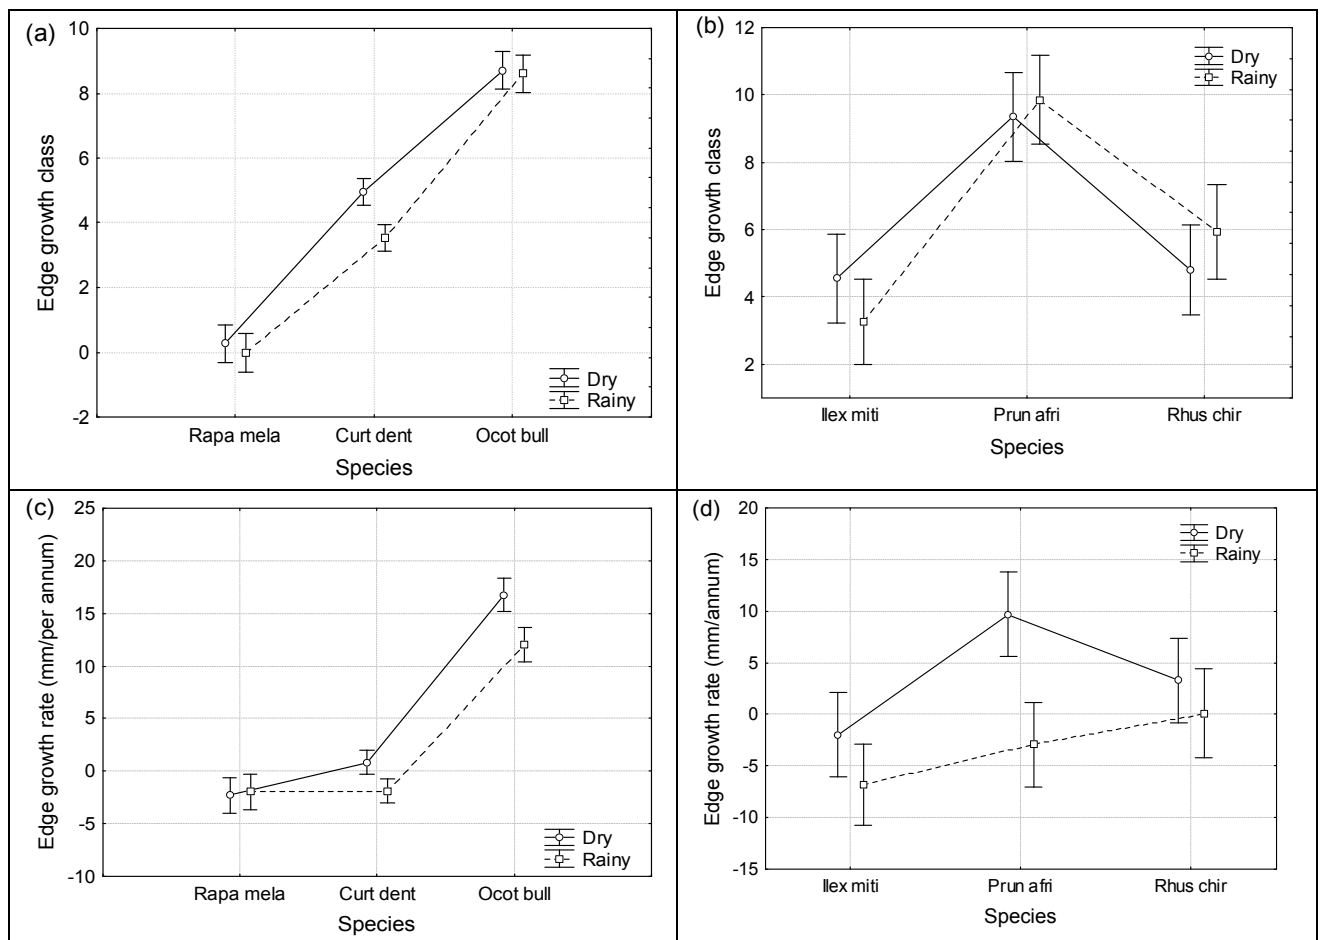 (a)
10
8
6
4
2
0
-2
Edge growth class
Dry
Rainy
Rapa mela Curt dent Ocot bull
Species
(b)
12
10
8
6
4
2
Edge growth class
Dry
Rainy
Ilex miti Prun afri Rhus chir
Species
(c)
25
20
15
10
5
0
-5
-10
Edge growth rate (mm/per annum)
Dry
Rainy
Rapa mela Curt dent Ocot bull
Species
(d)
20
15
10
5
0
-5
-10
-15
Edge growth rate (mm/annum)
Dry
Rainy
Ilex miti Prun afri Rhus chir
Species